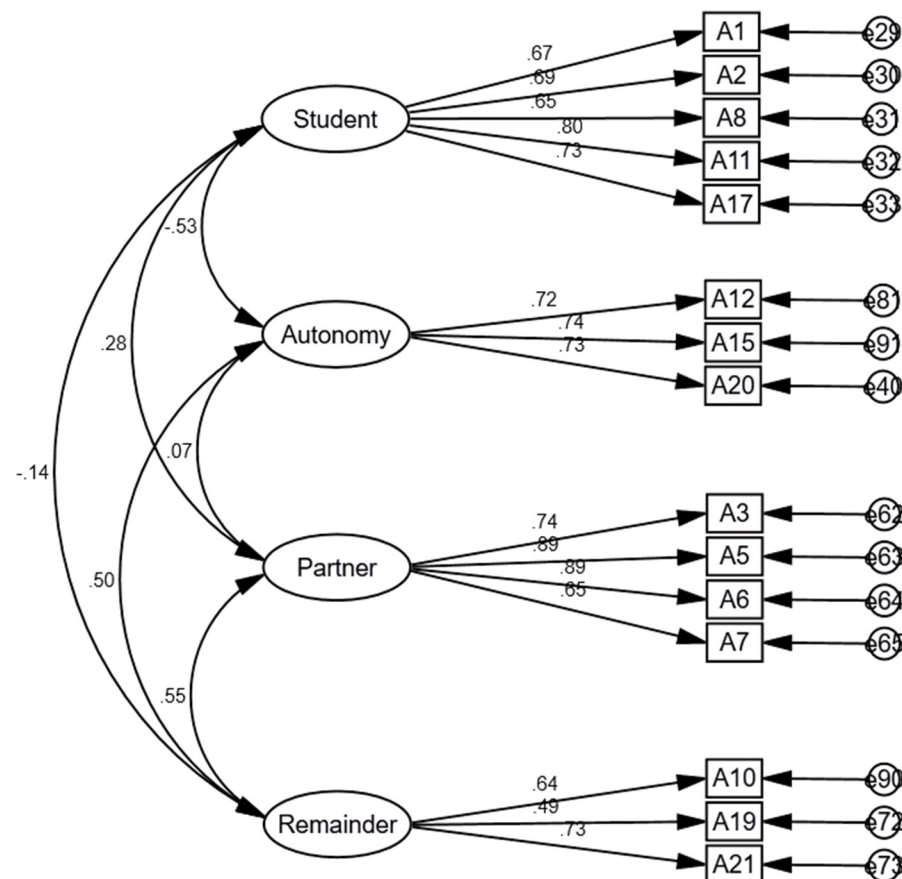 A1
e29
.67
A2
e30
.69
.65
Student
A8
e31
.80
A11
e32
.73
A17
e33
-.53
.72
A12
e81
.74
Autonomy
A15
e91
.73
A20
e40
.28
.07
-.14
.74
A3
e62
.89
A5
e63
Partner
.89
A6
e64
.50
.65
A7
e65
.55
.64
A10
e90
.49
Remainder
A19
e72
.73
A21
e73